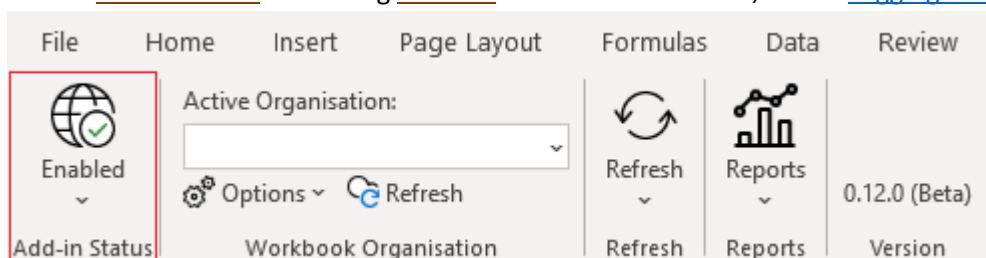 File Home Insert Page Layout Formulas Data Review
Active Organisation:
Enabled
Options Refresh
Refresh
Reports
0.12.0 (Beta)
Add-in Status Workbook Organisation Refresh Reports Version